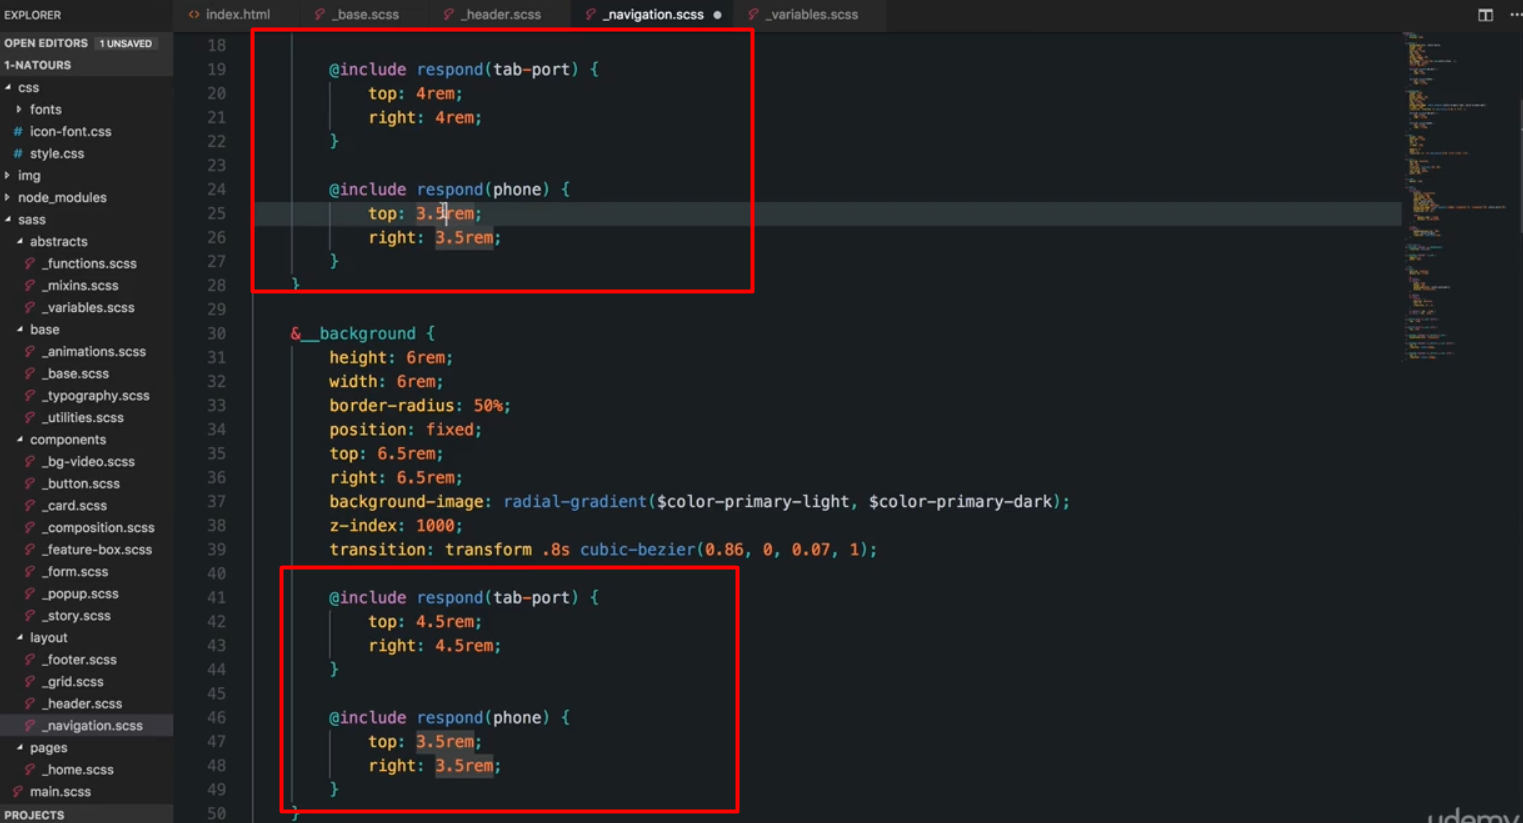 EXPLORER
index.html
_base.scss
_header.scss
_navigation.scss
_variables.scss
OPEN EDITORS 1 UNSAVED
1-NATOURS
css
fonts
# icon-font.css
# style.css
img
node_modules
sass
abstracts
_functions.scss
_mixins.scss
_variables.scss
base
_animations.scss
_base.scss
_typography.scss
_utilities.scss
components
_bg-video.scss
_button.scss
_card.scss
_composition.scss
_feature-box.scss
_form.scss
_popup.scss
_story.scss
layout
_footer.scss
_grid.scss
_header.scss
_navigation.scss
pages
_home.scss
main.scss
PROJECTS
18
19 @include respond(tab-port) {
20 top: 4rem;
21 right: 4rem;
22 }
23
24 @include respond(phone) {
25 top: 3.5rem;
26 right: 3.5rem;
27 }
28 }
29
30 &__background {
31 height: 6rem;
32 width: 6rem;
33 border-radius: 50%;
34 position: fixed;
35 top: 6.5rem;
36 right: 6.5rem;
37 background-image: radial-gradient($color-primary-light, $color-primary-dark);
38 z-index: 1000;
39 transition: transform .8s cubic-bezier(0.86, 0, 0.07, 1);
40
41 @include respond(tab-port) {
42 top: 4.5rem;
43 right: 4.5rem;
44 }
45
46 @include respond(phone) {
47 top: 3.5rem;
48 right: 3.5rem;
49 }
50 }
udemy